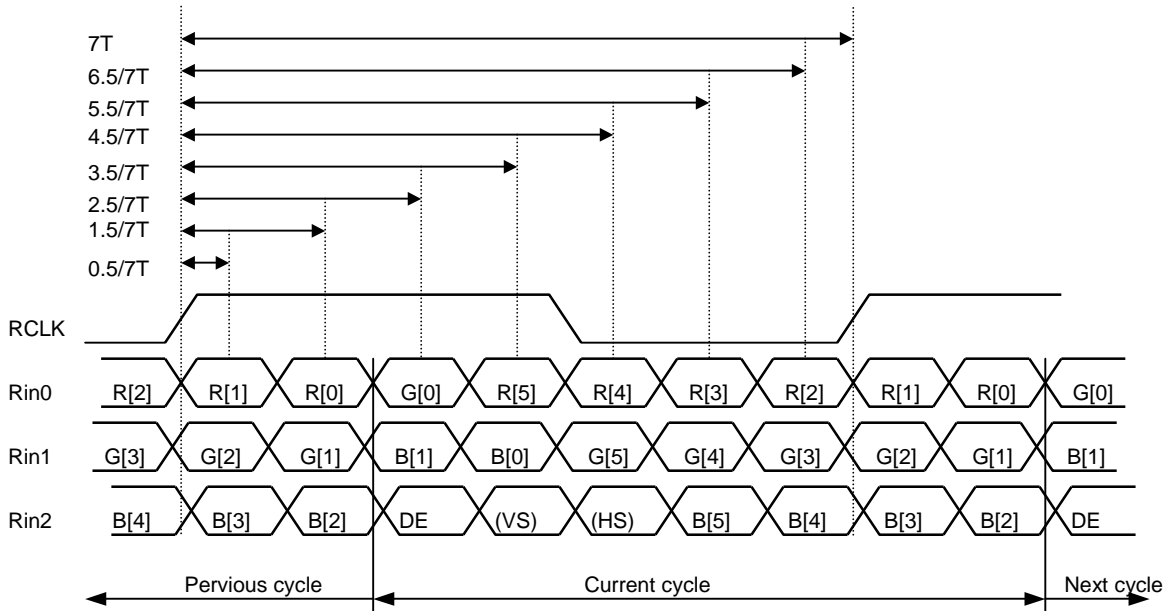 7T
6.5/7T
5.5/7T
4.5/7T
3.5/7T
2.5/7T
1.5/7T
0.5/7T
RCLK
Rin0 R[2] R[1] R[0] G[0] R[5] R[4] R[3] R[2] R[1] R[0] G[0]
Rin1 G[3] G[2] G[1] B[1] B[0] G[5] G[4] G[3] G[2] G[1] B[1]
Rin2 B[4] B[3] B[2] DE (VS) (HS) B[5] B[4] B[3] B[2] DE
Pervious cycle Current cycle Next cycle